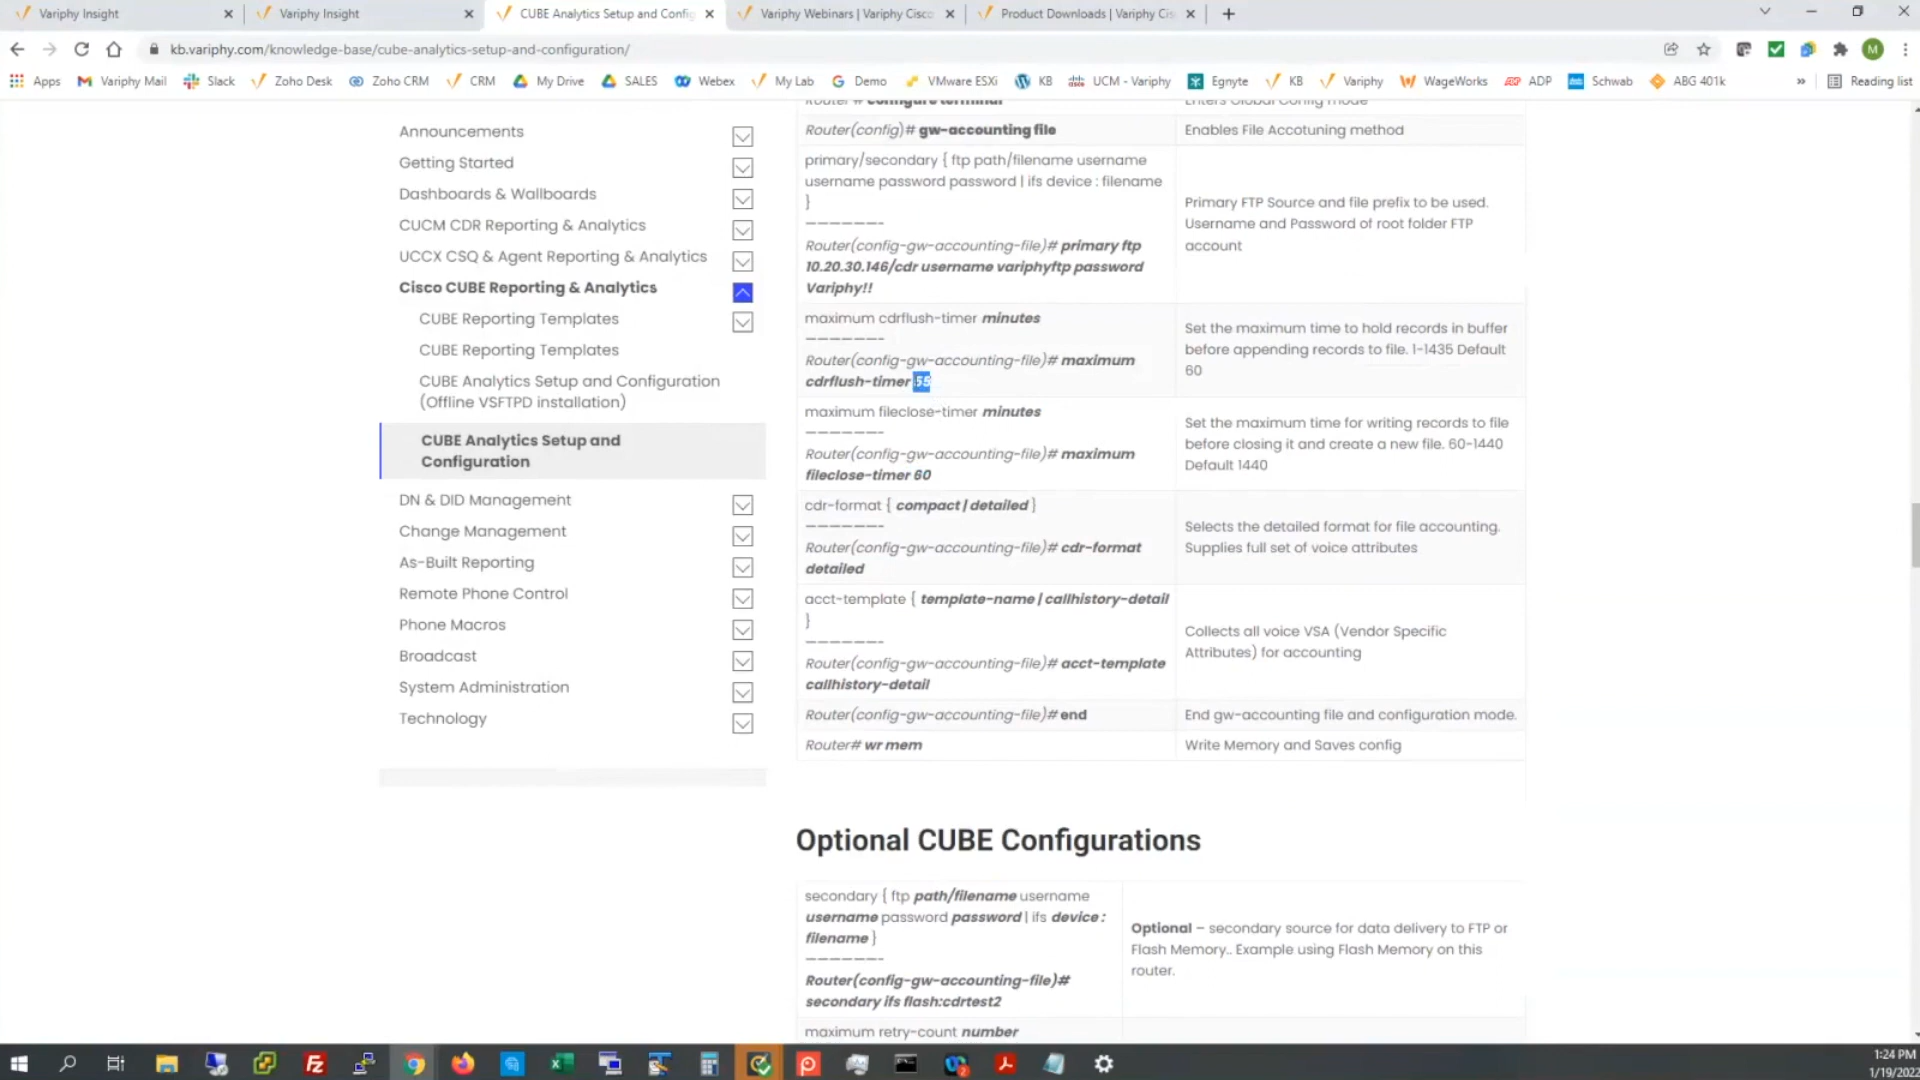 Variphy Insight
Variphy Insight
CUBE Analytics Setup and Config
Variphy Webinars | Variphy Cisco
Product Downloads | Variphy Cis
kb.variphy.com/knowledge-base/cube-analytics-setup-and-configuration/
M
Apps
Variphy Mail
Slack
Zoho Desk
Zoho CRM
CRM
My Drive
SALES
Webex
My Lab
Demo
VMware ESXi
KB
UCM - Variphy
Egnyte
KB
Variphy
WageWorks
ADP
Schwab
ABG 401k
»
Reading list
Announcements
Getting Started
Dashboards & Wallboards
CUCM CDR Reporting & Analytics
UCCX CSQ & Agent Reporting & Analytics
Cisco CUBE Reporting & Analytics
CUBE Reporting Templates
CUBE Reporting Templates
CUBE Analytics Setup and Configuration
(Offline VSFTPD installation)
CUBE Analytics Setup and
Configuration
DN & DID Management
Change Management
As-Built Reporting
Remote Phone Control
Phone Macros
Broadcast
System Administration
Technology
Router # configure terminal
Enters Global Config mode
Router(config)# gw-accounting file
Enables File Accotuning method
primary/secondary { ftp path/filename username
username password password | ifs device : filename
}
———————-
Router(config-gw-accounting-file)# primary ftp
10.20.30.146/cdr username variphyftp password
Variphy!!
Primary FTP Source and file prefix to be used.
Username and Password of root folder FTP
account
maximum cdrflush-timer minutes
———————-
Router(config-gw-accounting-file)# maximum
cdrflush-timer 55
Set the maximum time to hold records in buffer
before appending records to file. 1-1435 Default
60
maximum fileclose-timer minutes
———————-
Router(config-gw-accounting-file)# maximum
fileclose-timer 60
Set the maximum time for writing records to file
before closing it and create a new file. 60-1440
Default 1440
cdr-format { compact | detailed }
———————-
Router(config-gw-accounting-file)# cdr-format
detailed
Selects the detailed format for file accounting.
Supplies full set of voice attributes
acct-template { template-name | callhistory-detail
}
———————-
Router(config-gw-accounting-file)# acct-template
callhistory-detail
Collects all voice VSA (Vendor Specific
Attributes) for accounting
Router(config-gw-accounting-file)# end
End gw-accounting file and configuration mode.
Router# wr mem
Write Memory and Saves config
Optional CUBE Configurations
secondary { ftp path/filename username
username password password | ifs device :
filename }
———————-
Router(config-gw-accounting-file)#
secondary ifs flash:cdrtest2
Optional – secondary source for data delivery to FTP or
Flash Memory.. Example using Flash Memory on this
router.
maximum retry-count number
1:24 PM
1/19/2022